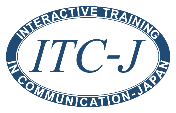 INTERACTIVE TRAINING
ITC-J
IN COMMUNICATION-JAPAN